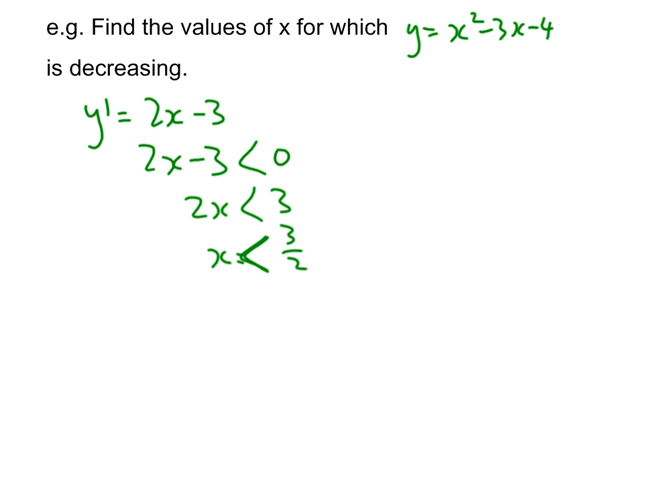 e.g. Find the values of x for which y = x² - 3x - 4
is decreasing.
y' = 2x - 3
2x - 3 < 0
2x < 3
x < 3/2